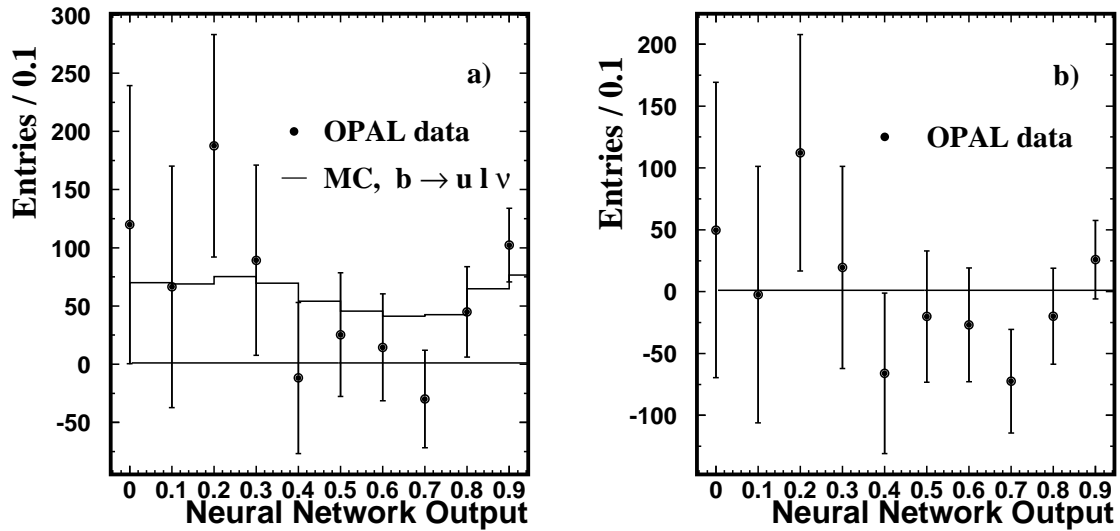 300
250
200
150
100
50
0
-50
Entries / 0.1
a)
OPAL data
MC, b → u l ν
0 0.1 0.2 0.3 0.4 0.5 0.6 0.7 0.8 0.9
Neural Network Output
200
150
100
50
0
-50
-100
Entries / 0.1
b)
OPAL data
0 0.1 0.2 0.3 0.4 0.5 0.6 0.7 0.8 0.9
Neural Network Output